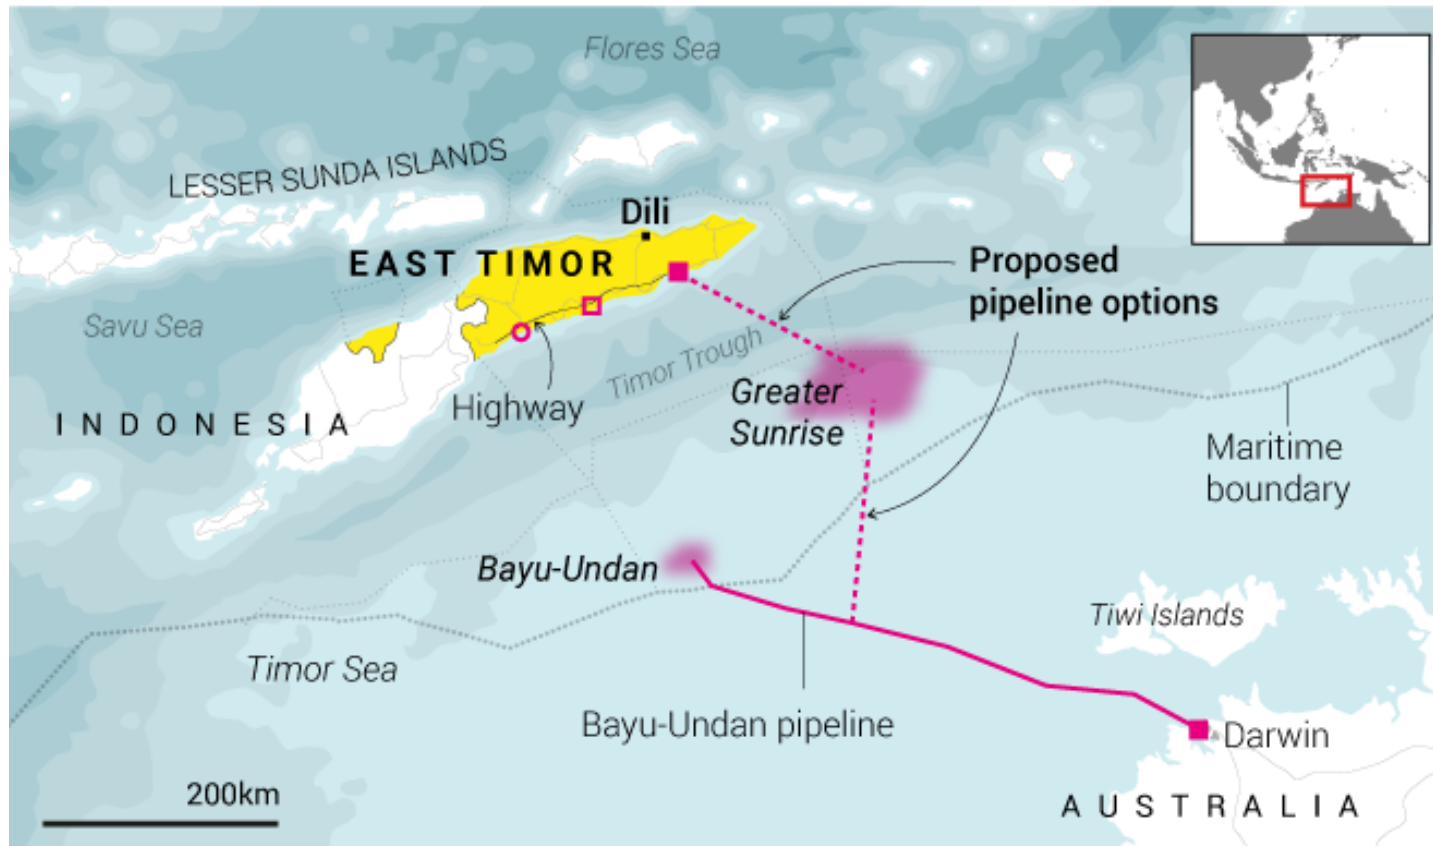 Flores Sea
LESSER SUNDA ISLANDS
Dili
EAST TIMOR
Proposed
pipeline options
Savu Sea
Timor Trough
Highway
Greater
Sunrise
INDONESIA
Maritime
boundary
Bayu-Undan
Tiwi Islands
Timor Sea
Bayu-Undan pipeline
Darwin
200km
AUSTRALIA